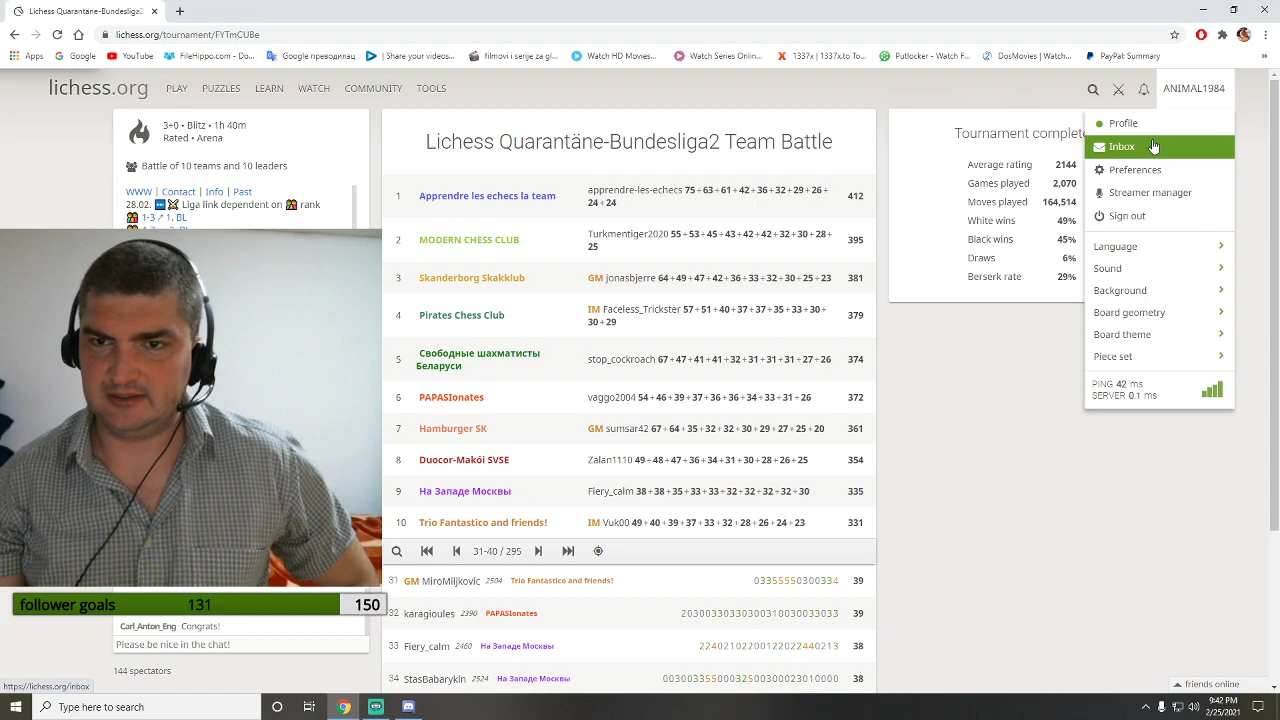 Lichess Quarantäne-Bundesliga2
lichess.org/tournament/FYTmCUBe
Apps Google YouTube FileHippo.com - Do... Google преводилац Share your videos... filmovi i serije za gl... Watch HD Movies... Watch Series Onlin... 1337x | 1337x.to Torr... Putlocker - Watch F... DosMovies | Watch... PayPal Summary
lichess.org PLAY PUZZLES LEARN WATCH COMMUNITY TOOLS ANIMAL1984
3+0 • Blitz • 1h 40m
Rated • Arena
Battle of 10 teams and 10 leaders
WWW | Contact | Info | Past
28.02. Liga link dependent on rank
1-3 ↗ 1. BL
Lichess Quarantäne-Bundesliga2 Team Battle
1 Apprendre les echecs la team apprendre-les-echecs 75+63+61+42+36+32+29+26+24+24 412
2 MODERN CHESS CLUB Turkmentiger2020 55+53+45+43+42+42+32+30+28+25 395
3 Skanderborg Skakklub GM jonasbjerre 64+49+47+42+36+33+32+30+25+23 381
4 Pirates Chess Club IM Faceless_Trickster 57+51+40+37+37+35+33+30+30+29 379
5 Свободные шахматисты Беларуси stop_cockroach 67+47+41+41+32+31+31+31+27+26 374
6 PAPASIonates vaggo2004 54+46+39+37+36+36+34+33+31+26 372
7 Hamburger SK GM sumsar42 67+64+35+32+32+30+29+27+25+20 361
8 Duocor-Makói SVSE Zalan1110 49+48+47+36+34+31+30+28+26+25 354
9 На Западе Москвы Fiery_calm 38+38+35+33+33+32+32+32+32+30 335
10 Trio Fantastico and friends! IM Vuk00 49+40+39+37+33+32+28+26+24+23 331
31-40 / 295
31 GM MiroMiljkovic 2504 Trio Fantastico and friends! 03355550300334 39
32 karagioules 2390 PAPASIonates 203003303300310030033033 39
33 Fiery_calm 2460 На Западе Москвы 38
34 StasBabarykin 2524 На Западе Москвы 38
Tournament complete
Average rating 2144
Games played 2,070
Moves played 164,514
White wins 49%
Black wins 45%
Draws 6%
Berserk rate 29%
Profile
Inbox
Preferences
Streamer manager
Sign out
Language
Sound
Background
Board geometry
Board theme
Piece set
PING 42 ms
SERVER 0.1 ms
follower goals 131 150
Carl_Anton_Eng Congrats!
Please be nice in the chat!
144 spectators
https://lichess.org/inbox
friends online
Type here to search
9:42 PM
2/25/2021